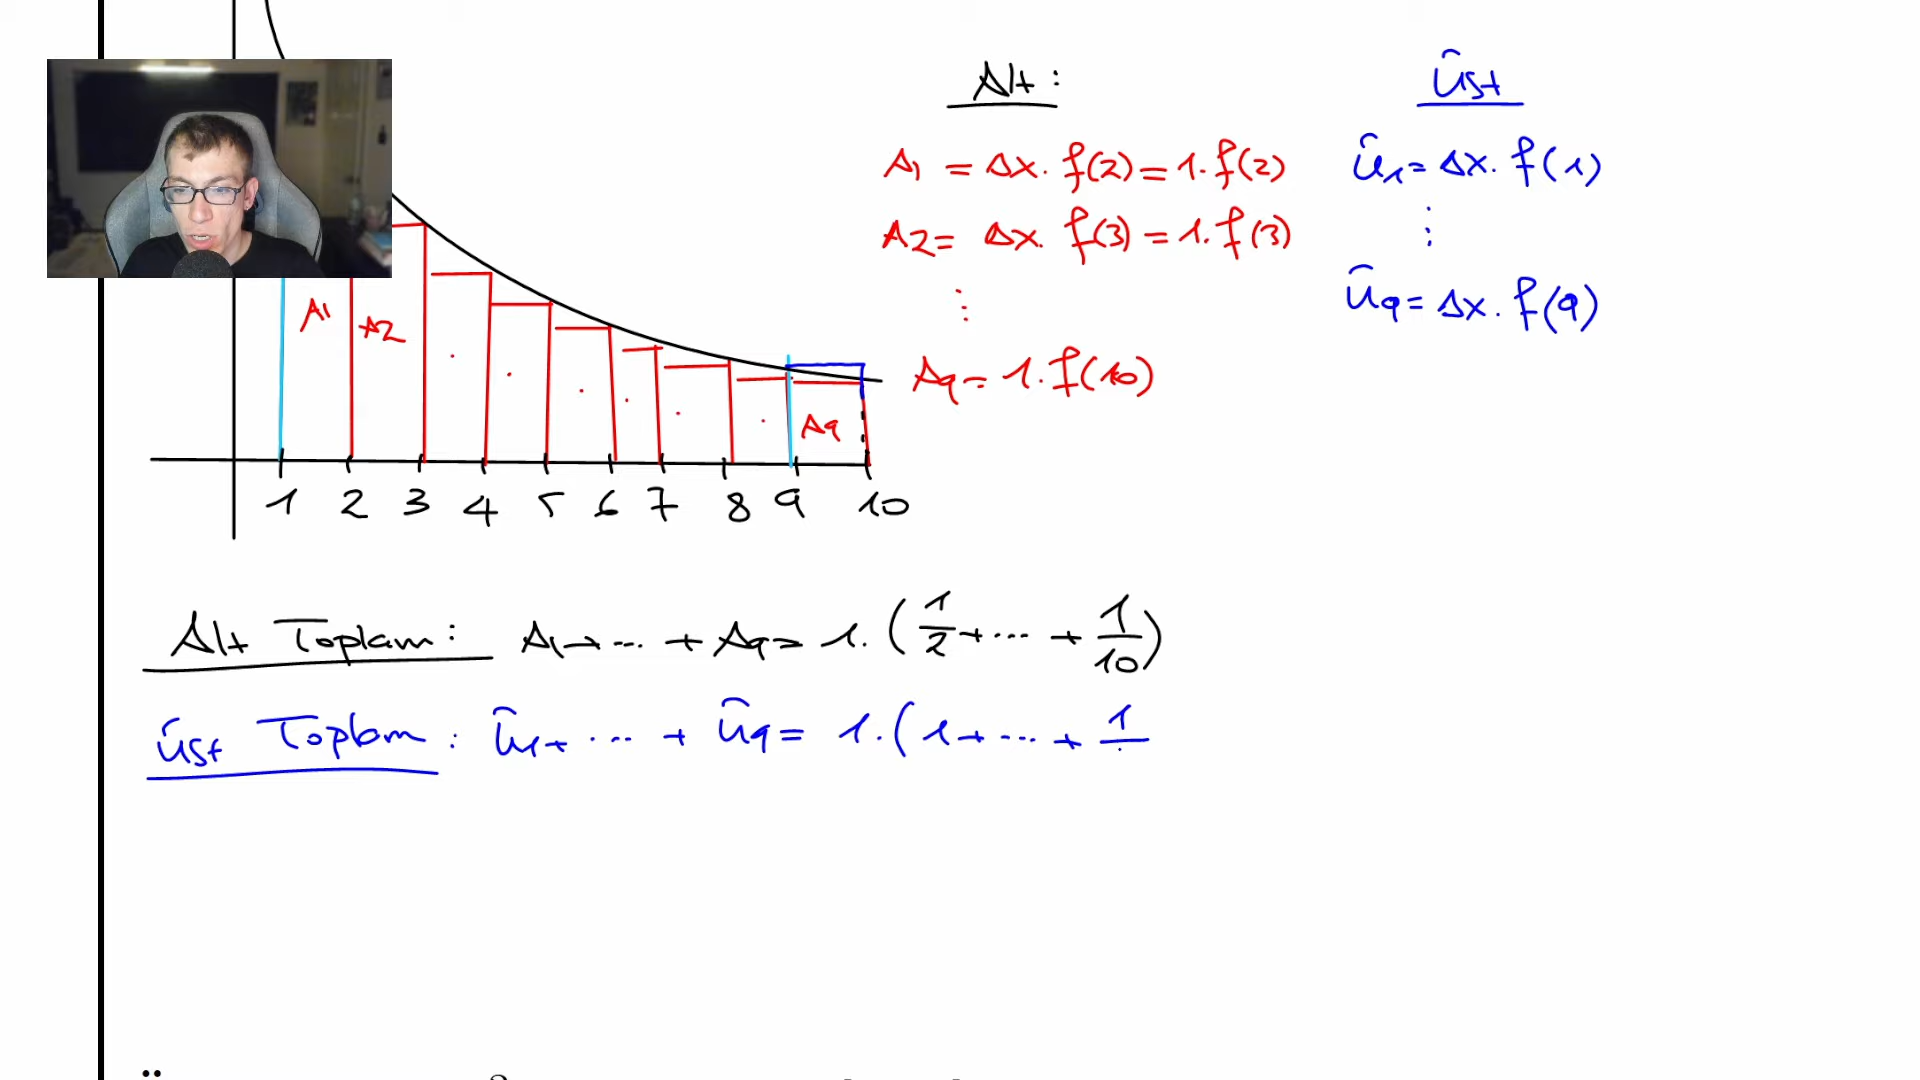 Alt :
A1 = Δx. f(2) = 1. f(2)
A2 = Δx. f(3) = 1. f(3)
⋮
A9 = 1. f(10)
Üst
Ü1 = Δx. f(1)
⋮
Ü9 = Δx. f(9)
A1
A2
A9
1 2 3 4 5 6 7 8 9 10
Alt Toplam : A1 + ... + A9 = 1. (1/2 + ... + 1/10)
Üst Toplam : Ü1 + ... + Ü9 = 1. (1 + ... + 1/